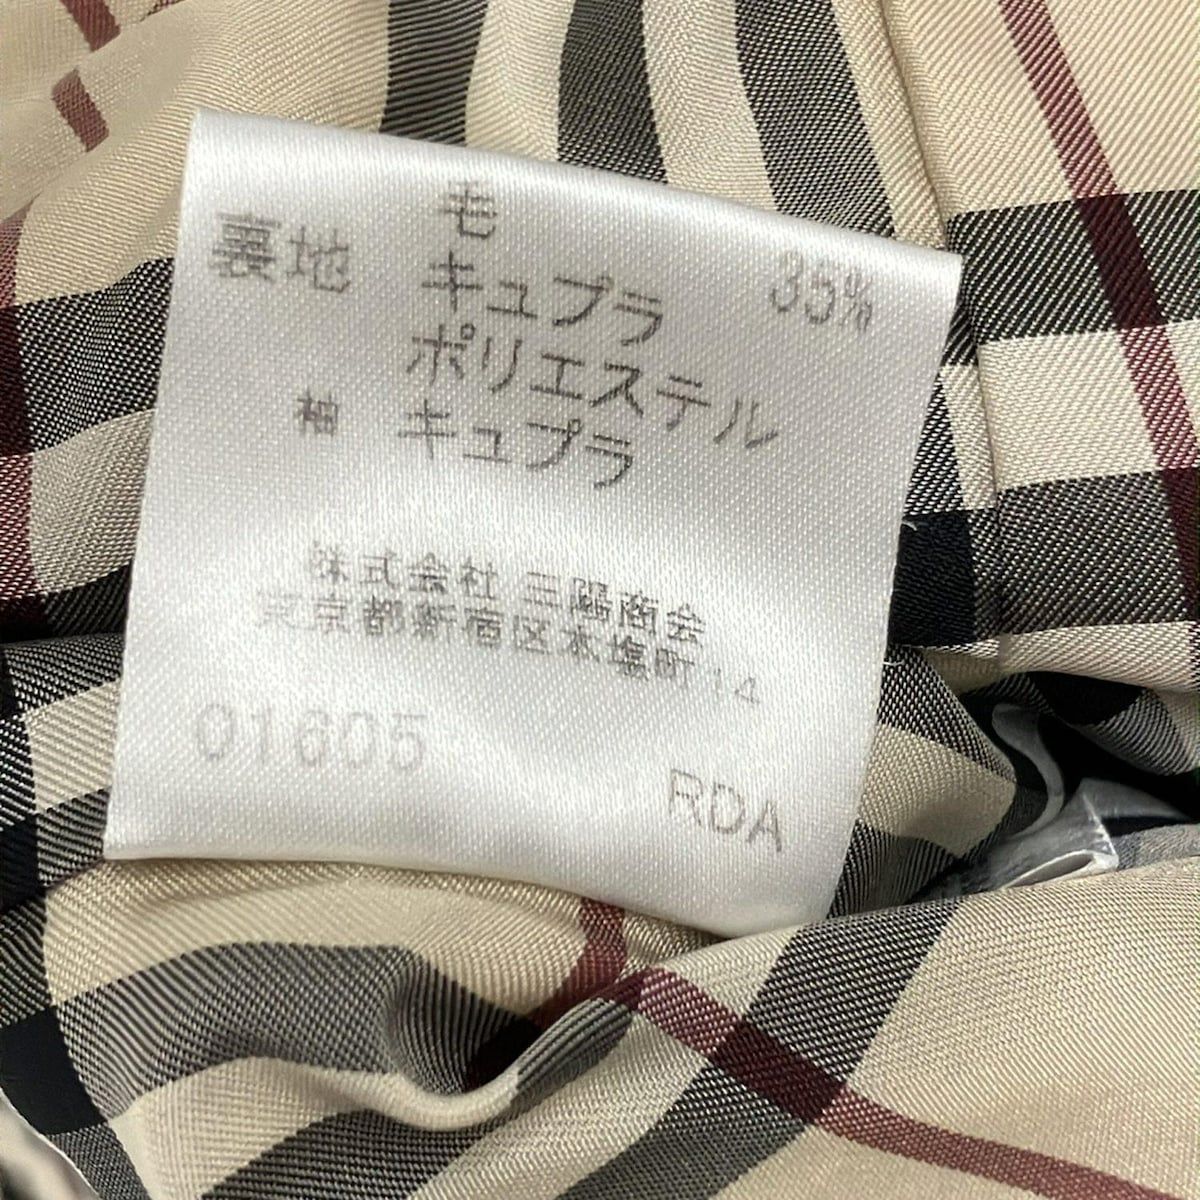 毛 35%
裏地 キュプラ
ポリエステル
袖 キュプラ
株式会社 三陽商会
東京都新宿区本塩町14
01605
RDA